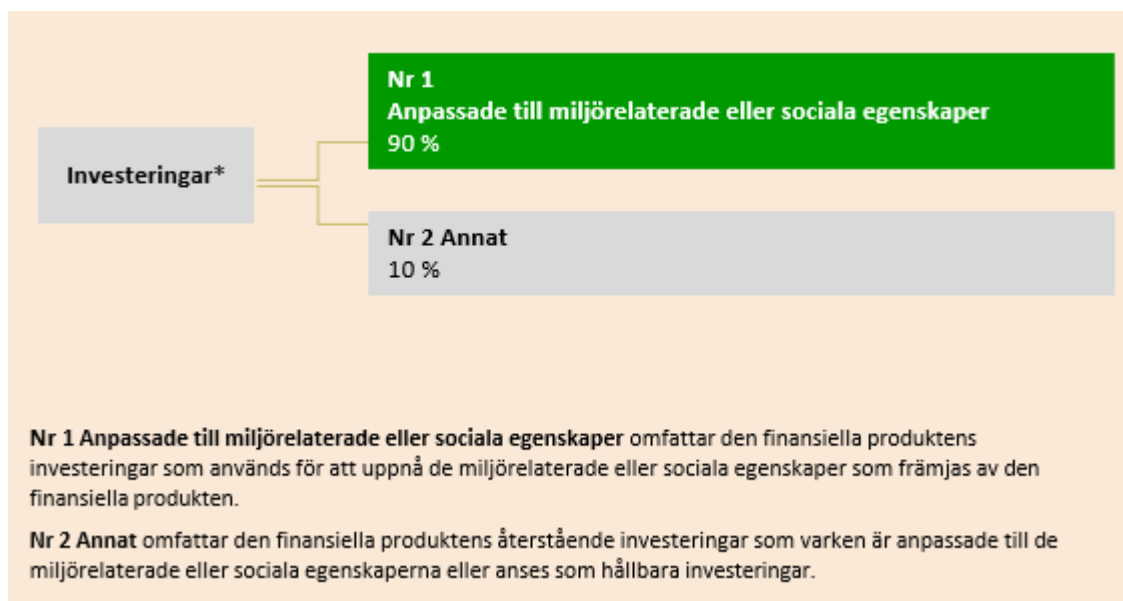 Investeringar*
Nr 1
Anpassade till miljörelaterade eller sociala egenskaper
90 %
Nr 2 Annat
10 %
Nr 1 Anpassade till miljörelaterade eller sociala egenskaper omfattar den finansiella produktens
investeringar som används för att uppnå de miljörelaterade eller sociala egenskaper som främjas av den
finansiella produkten.
Nr 2 Annat omfattar den finansiella produktens återstående investeringar som varken är anpassade till de
miljörelaterade eller sociala egenskaperna eller anses som hållbara investeringar.